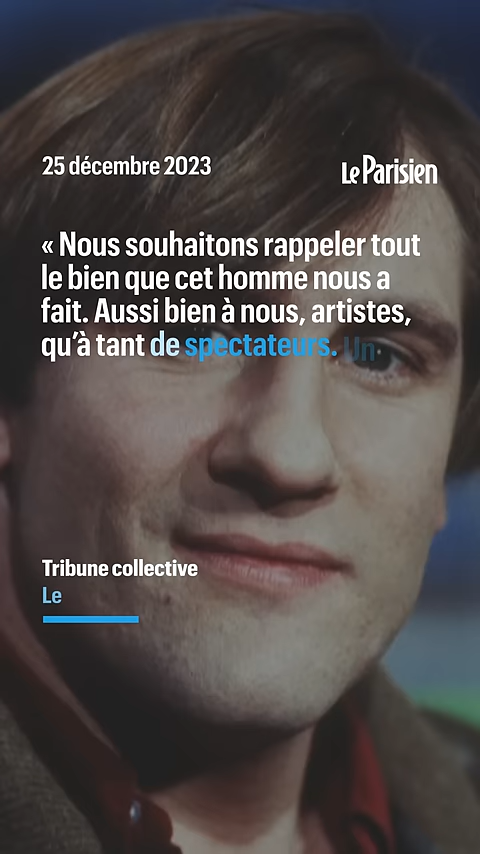 25 décembre 2023
Le Parisien
« Nous souhaitons rappeler tout
le bien que cet homme nous a
fait. Aussi bien à nous, artistes,
qu’à tant de spectateurs. Un
Tribune collective
Le